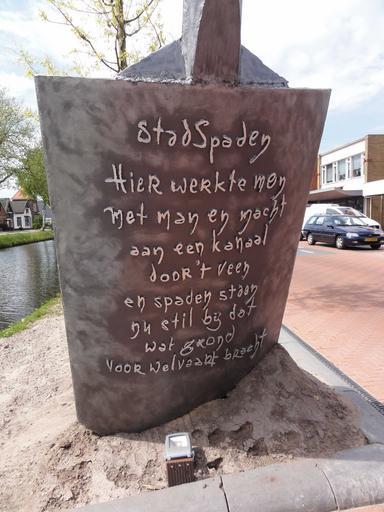 StadSpaden
Hier werkte men
met man en macht
aan een kanaal
door 't veen
en spaden staan
nu stil bij dat
wat grond
voor welvaart bracht